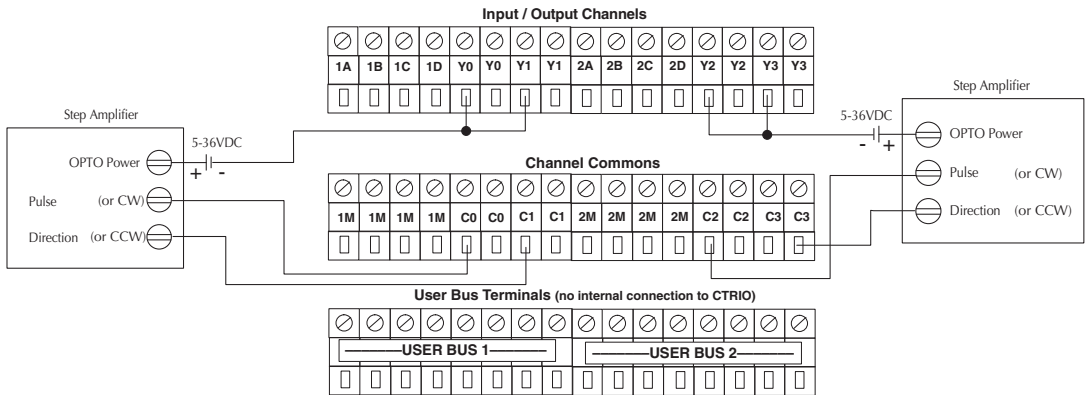 Input / Output Channels
1A 1B 1C 1D Y0 Y0 Y1 Y1 2A 2B 2C 2D Y2 Y2 Y3 Y3
Step Amplifier
5-36VDC
OPTO Power
+ -
Pulse (or CW)
Direction (or CCW)
Step Amplifier
5-36VDC
- +
OPTO Power
Pulse (or CW)
Direction (or CCW)
Channel Commons
1M 1M 1M 1M C0 C0 C1 C1 2M 2M 2M 2M C2 C2 C3 C3
User Bus Terminals (no internal connection to CTRIO)
USER BUS 1 USER BUS 2